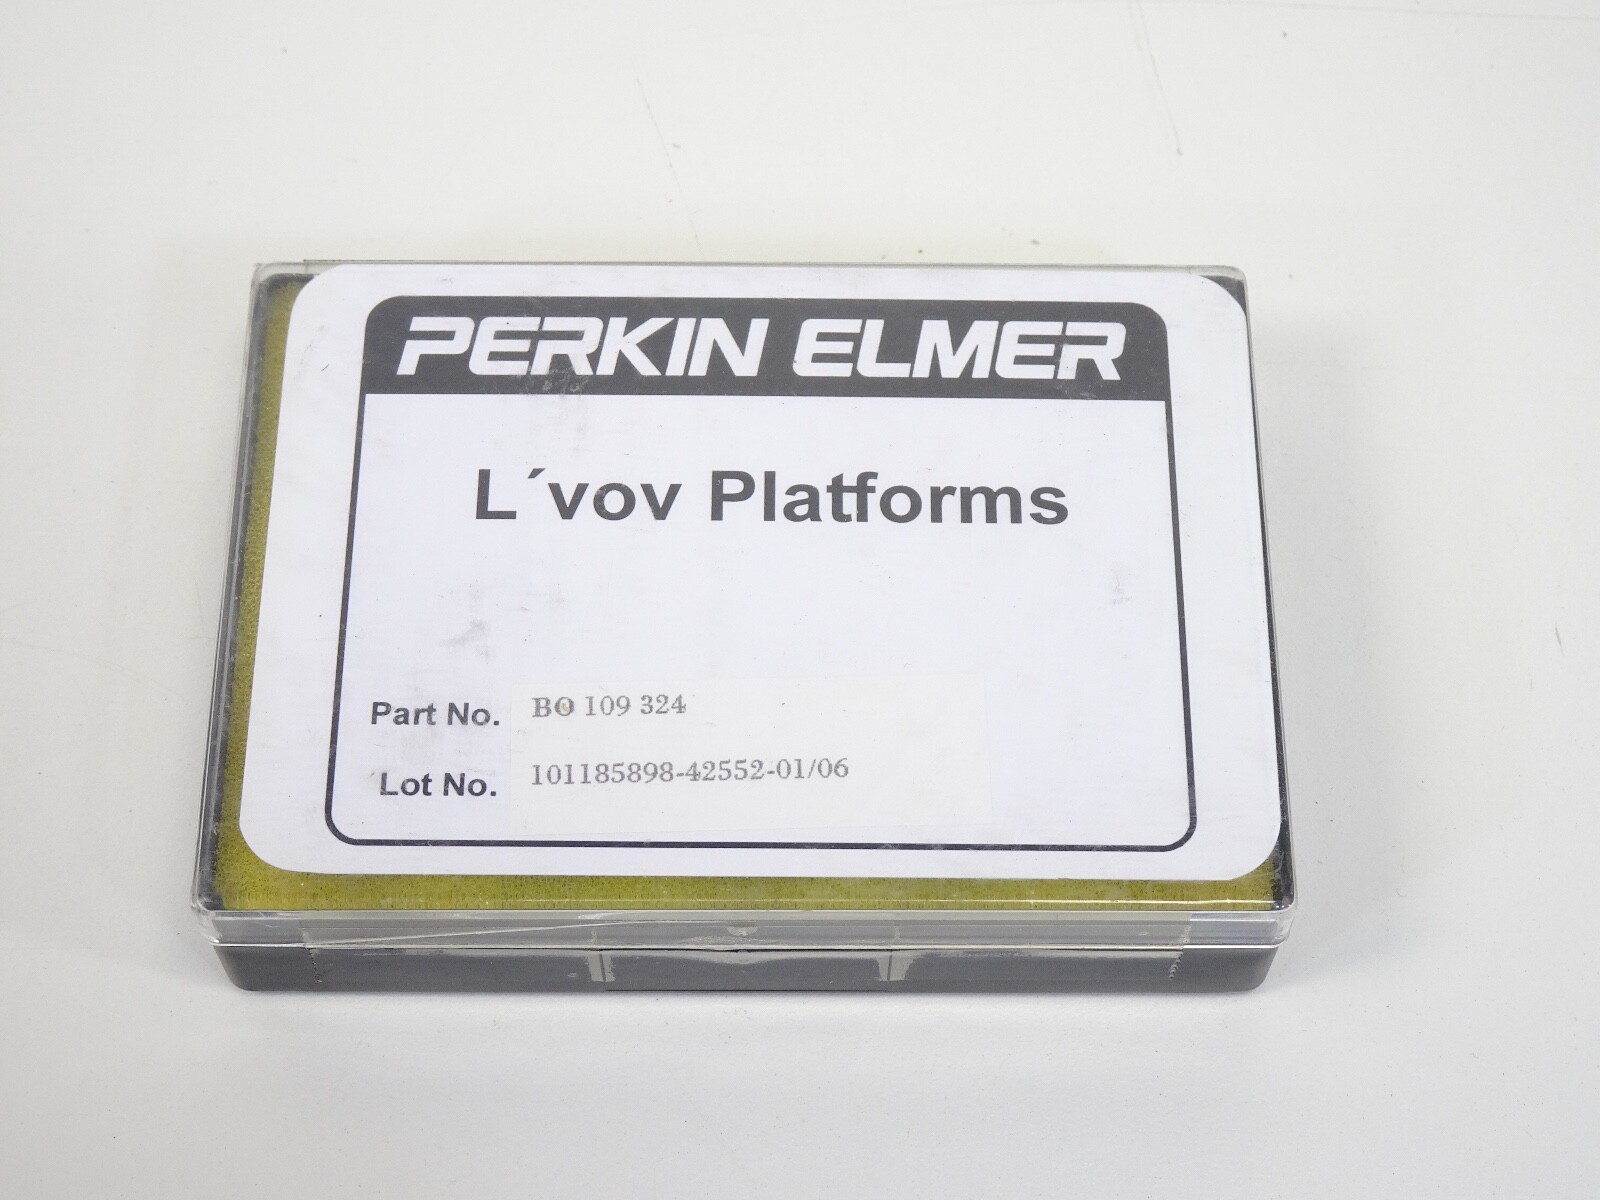 PERKIN ELMER
L´vov Platforms
Part No. BO 109 324
Lot No. 101185898-42552-01/06